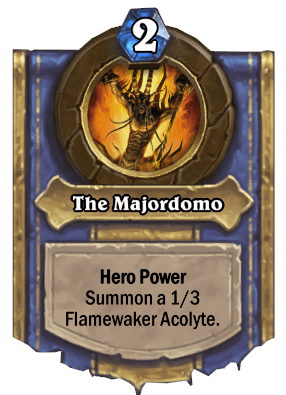 2
The Majordomo
Hero Power
Summon a 1/3
Flamewaker Acolyte.